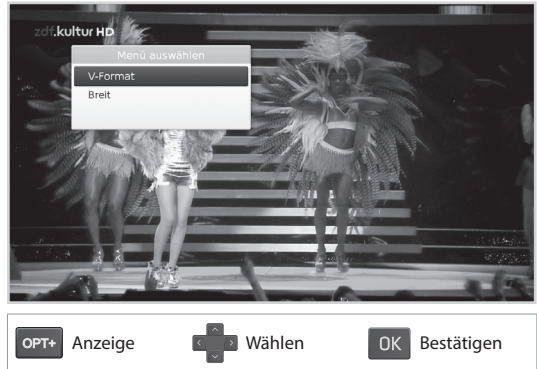 zdf.kultur HD
Menü auswählen
V-Format
Breit
OPT+ Anzeige
Wählen
OK Bestätigen